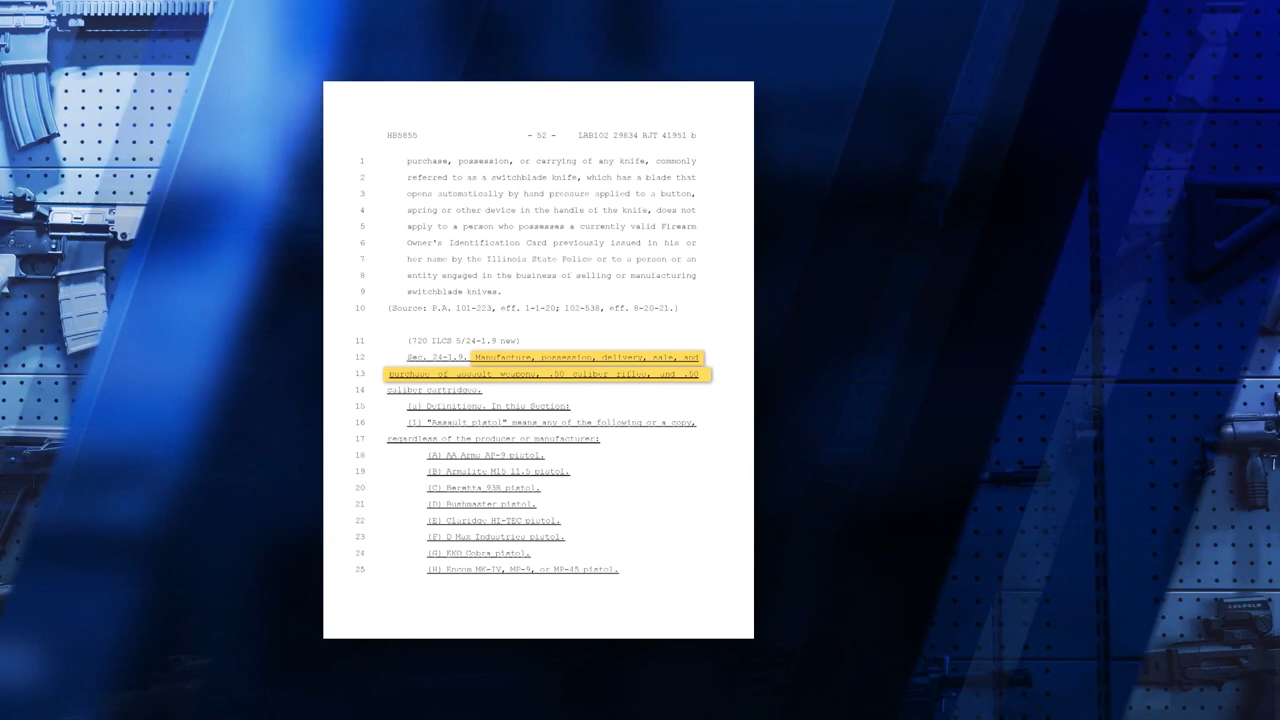 HB5855 - 52 - LRB102 29834 RJT 41951 b
1 purchase, possession, or carrying of any knife, commonly
2 referred to as a switchblade knife, which has a blade that
3 opens automatically by hand pressure applied to a button,
4 spring or other device in the handle of the knife, does not
5 apply to a person who possesses a currently valid Firearm
6 Owner's Identification Card previously issued in his or
7 her name by the Illinois State Police or to a person or an
8 entity engaged in the business of selling or manufacturing
9 switchblade knives.
10 (Source: P.A. 101-223, eff. 1-1-20; 102-538, eff. 8-20-21.)
11 (720 ILCS 5/24-1.9 new)
12 Sec. 24-1.9. Manufacture, possession, delivery, sale, and
13 purchase of assault weapons, .50 caliber rifles, and .50
14 caliber cartridges.
15 (a) Definitions. In this Section:
16 (1) "Assault pistol" means any of the following or a copy,
17 regardless of the producer or manufacturer:
18 (A) AA Arms AP-9 pistol.
19 (B) Armalite M15 11.5 pistol.
20 (C) Beretta 93R pistol.
21 (D) Bushmaster pistol.
22 (E) Claridge HI-TEC pistol.
23 (F) D Max Industries pistol.
24 (G) EKO Cobra pistol.
25 (H) Encom MK-IV, MP-9, or MP-45 pistol.
LEUPOLD